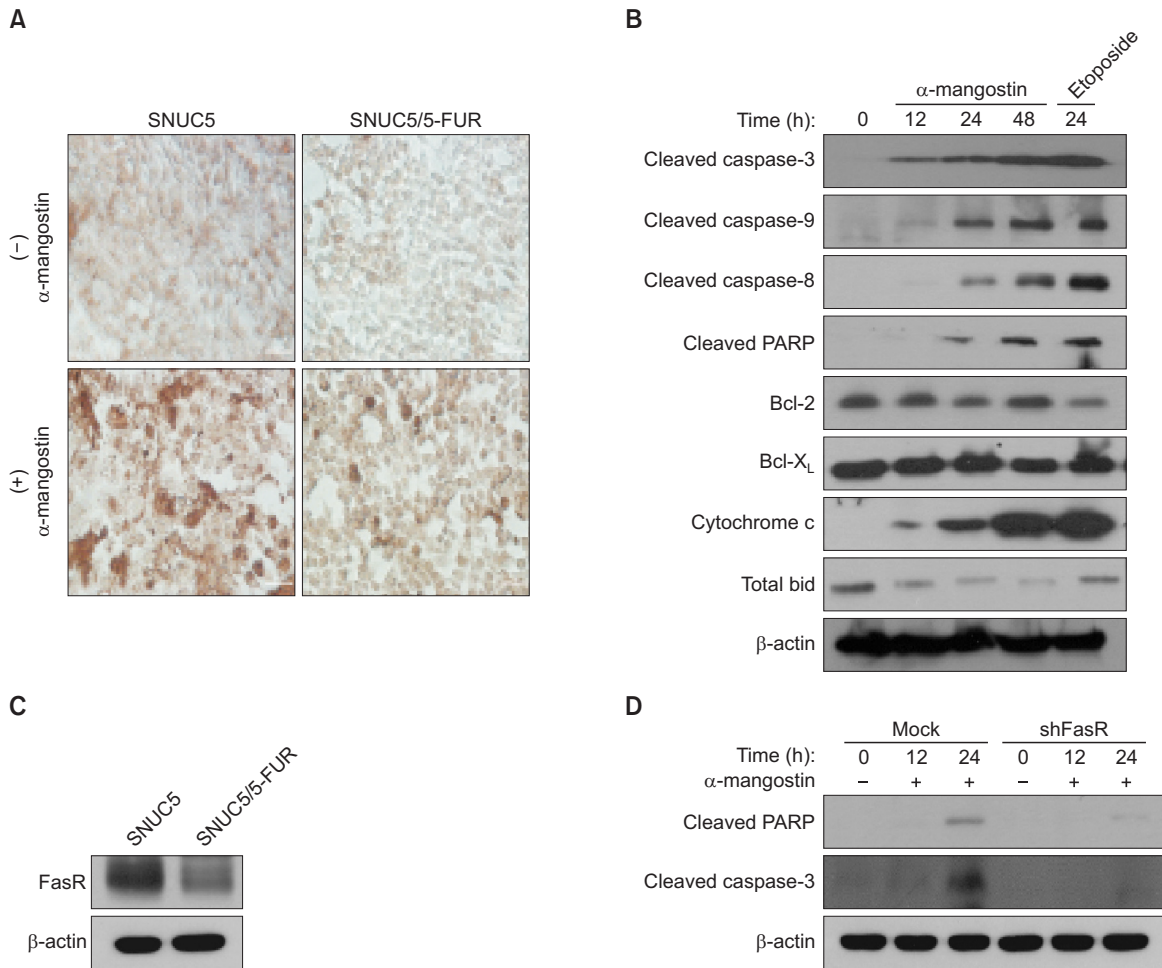 A
SNUC5 SNUC5/5-FUR
(−)
α-mangostin
(+)
α-mangostin
B
α-mangostin Etoposide
Time (h): 0 12 24 48 24
Cleaved caspase-3
Cleaved caspase-9
Cleaved caspase-8
Cleaved PARP
Bcl-2
Bcl-XL
Cytochrome c
Total bid
β-actin
C
SNUC5 SNUC5/5-FUR
FasR
β-actin
D
Mock shFasR
Time (h): 0 12 24 0 12 24
α-mangostin − + + − + +
Cleaved PARP
Cleaved caspase-3
β-actin